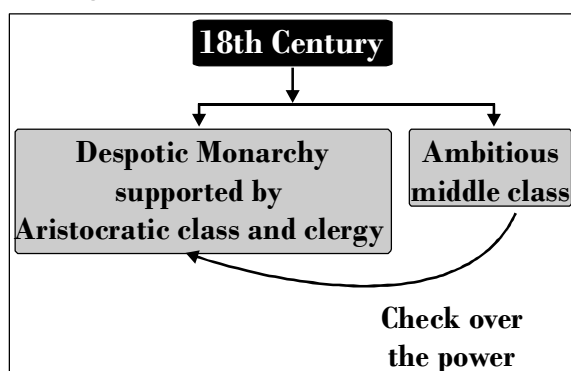 18th Century
Despotic Monarchy
supported by
Aristocratic class and clergy
Ambitious
middle class
Check over
the power